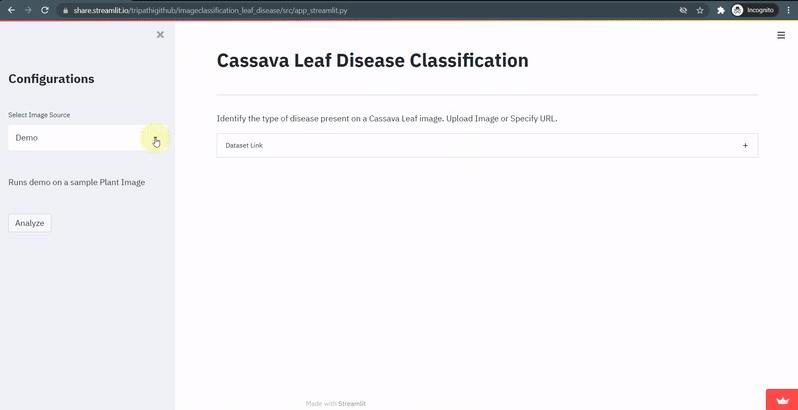 share.streamlit.io/tripathigithub/imageclassification_leaf_disease/src/app_streamlit.py
Incognito
Configurations
Select Image Source
Demo
Runs demo on a sample Plant Image
Analyze
Cassava Leaf Disease Classification
Identify the type of disease present on a Cassava Leaf image. Upload Image or Specify URL.
Dataset Link
Made with Streamlit